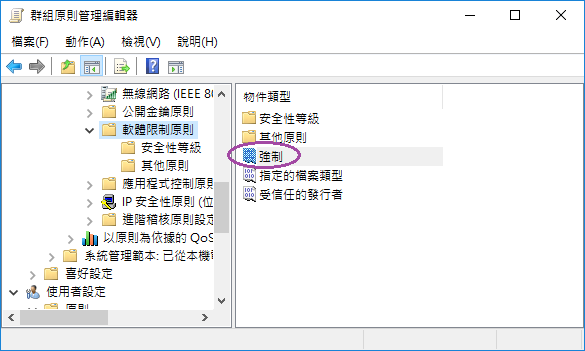 群組原則管理編輯器
檔案(F) 動作(A) 檢視(V) 說明(H)
無線網路 (IEEE 80
公開金鑰原則
軟體限制原則
安全性等級
其他原則
應用程式控制原則
IP 安全性原則 (位
進階稽核原則設定
以原則為依據的 QoS
系統管理範本: 已從本機電
喜好設定
使用者設定
原則
物件類型
安全性等級
其他原則
強制
指定的檔案類型
受信任的發行者